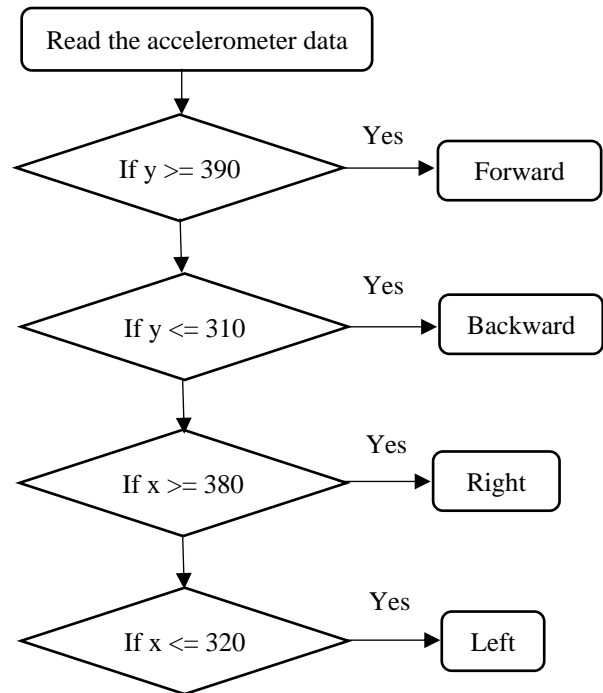 Read the accelerometer data
If y >= 390
Yes
Forward
If y <= 310
Yes
Backward
If x >= 380
Yes
Right
If x <= 320
Yes
Left